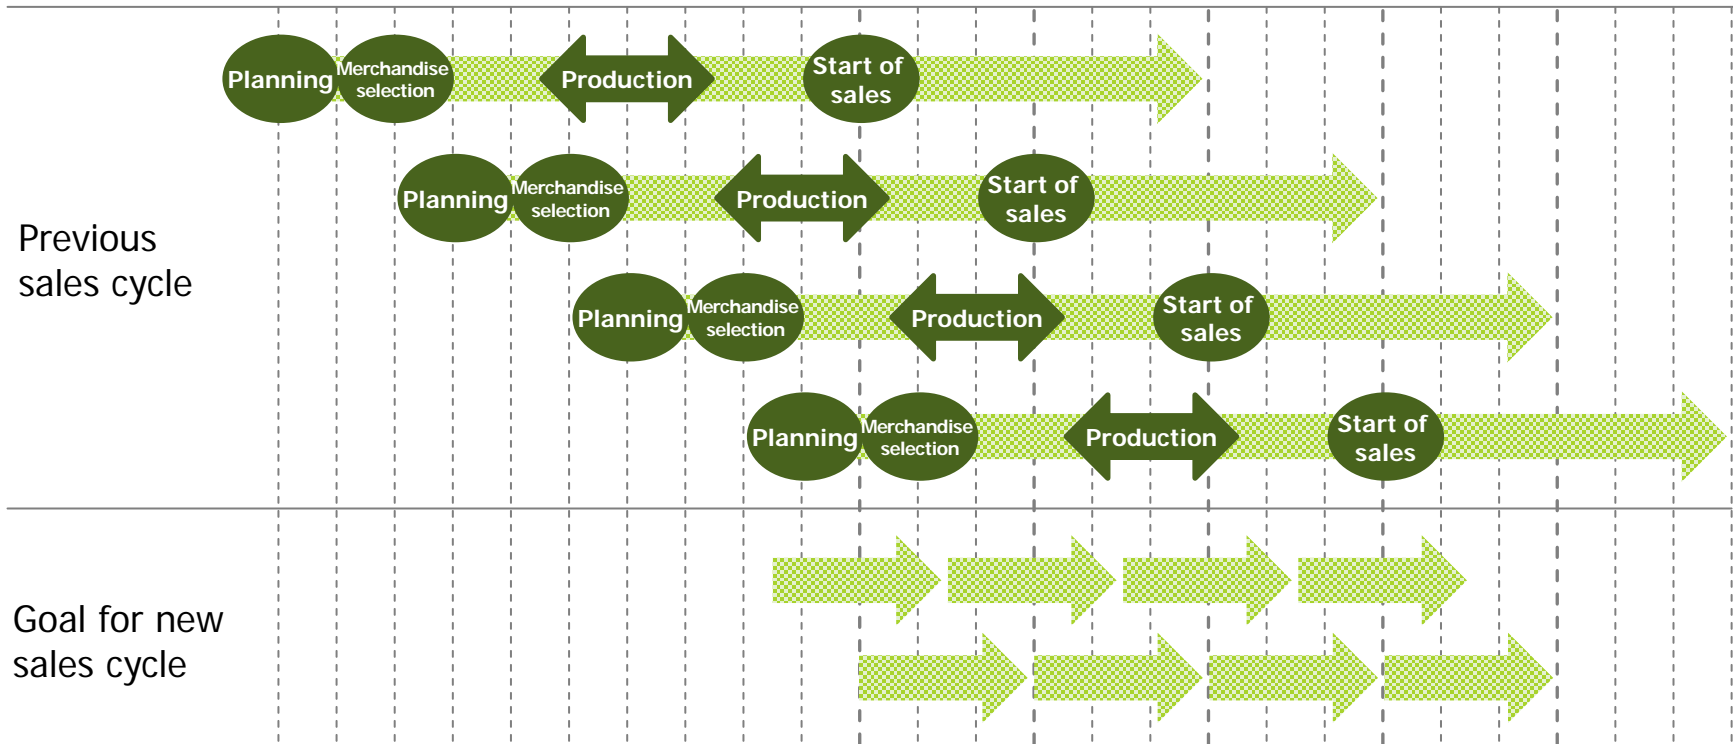 Planning
Merchandise
selection
Production
Start of
sales
Planning
Merchandise
selection
Production
Start of
sales
Previous
sales cycle
Planning
Merchandise
selection
Production
Start of
sales
Planning
Merchandise
selection
Production
Start of
sales
Goal for new
sales cycle